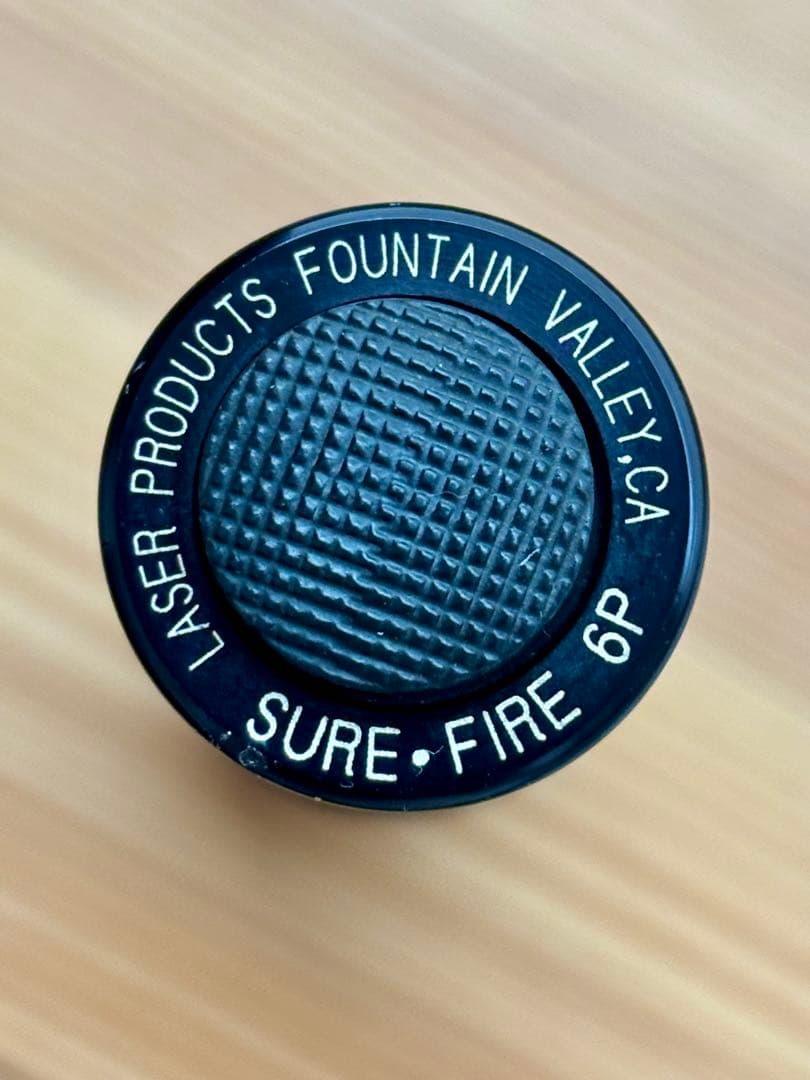 LASER PRODUCTS FOUNTAIN VALLEY,CA
SURE•FIRE 6P